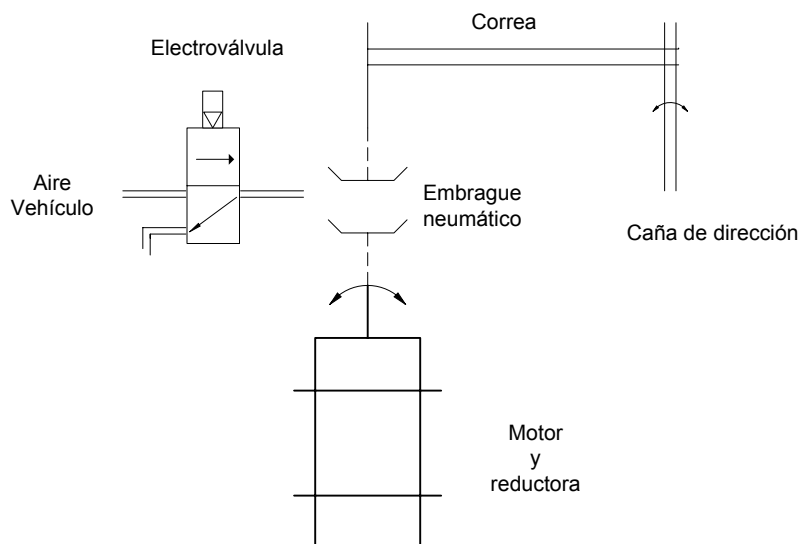 Correa
Electroválvula
Aire
Vehículo
Embrague
neumático
Caña de dirección
Motor
y
reductora